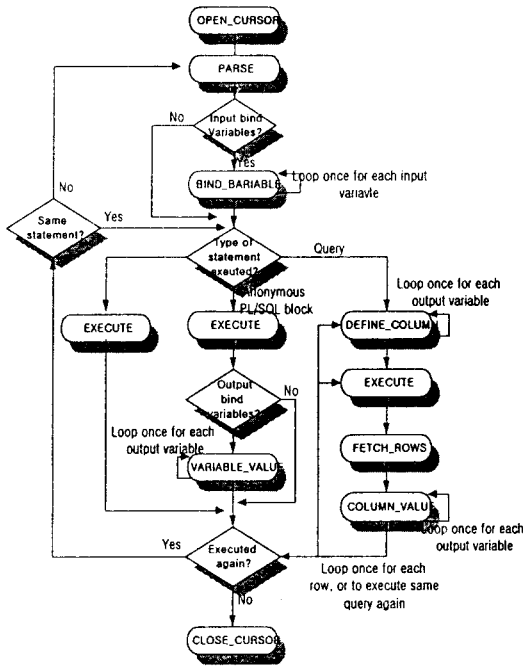 OPEN_CURSOR
PARSE
No
Input bind
Variables?
Yes
BIND_BARIABLE
Loop once for each input
variavte
No
Same
statement?
Yes
Type of
statement
exeuted?
Query
Anonymous
PL/SQL block
Loop once for each
output variable
EXECUTE
EXECUTE
DEFINE_COLUMN
EXECUTE
Output
bind
variables?
No
Loop once for each
output variable
FETCH_ROWS
VARIABLE_VALUE
COLUMN_VALUE
Loop once for each
output variable
Yes
Executed
again?
Loop once for each
row, or to execute same
query again
No
CLOSE_CURSOR